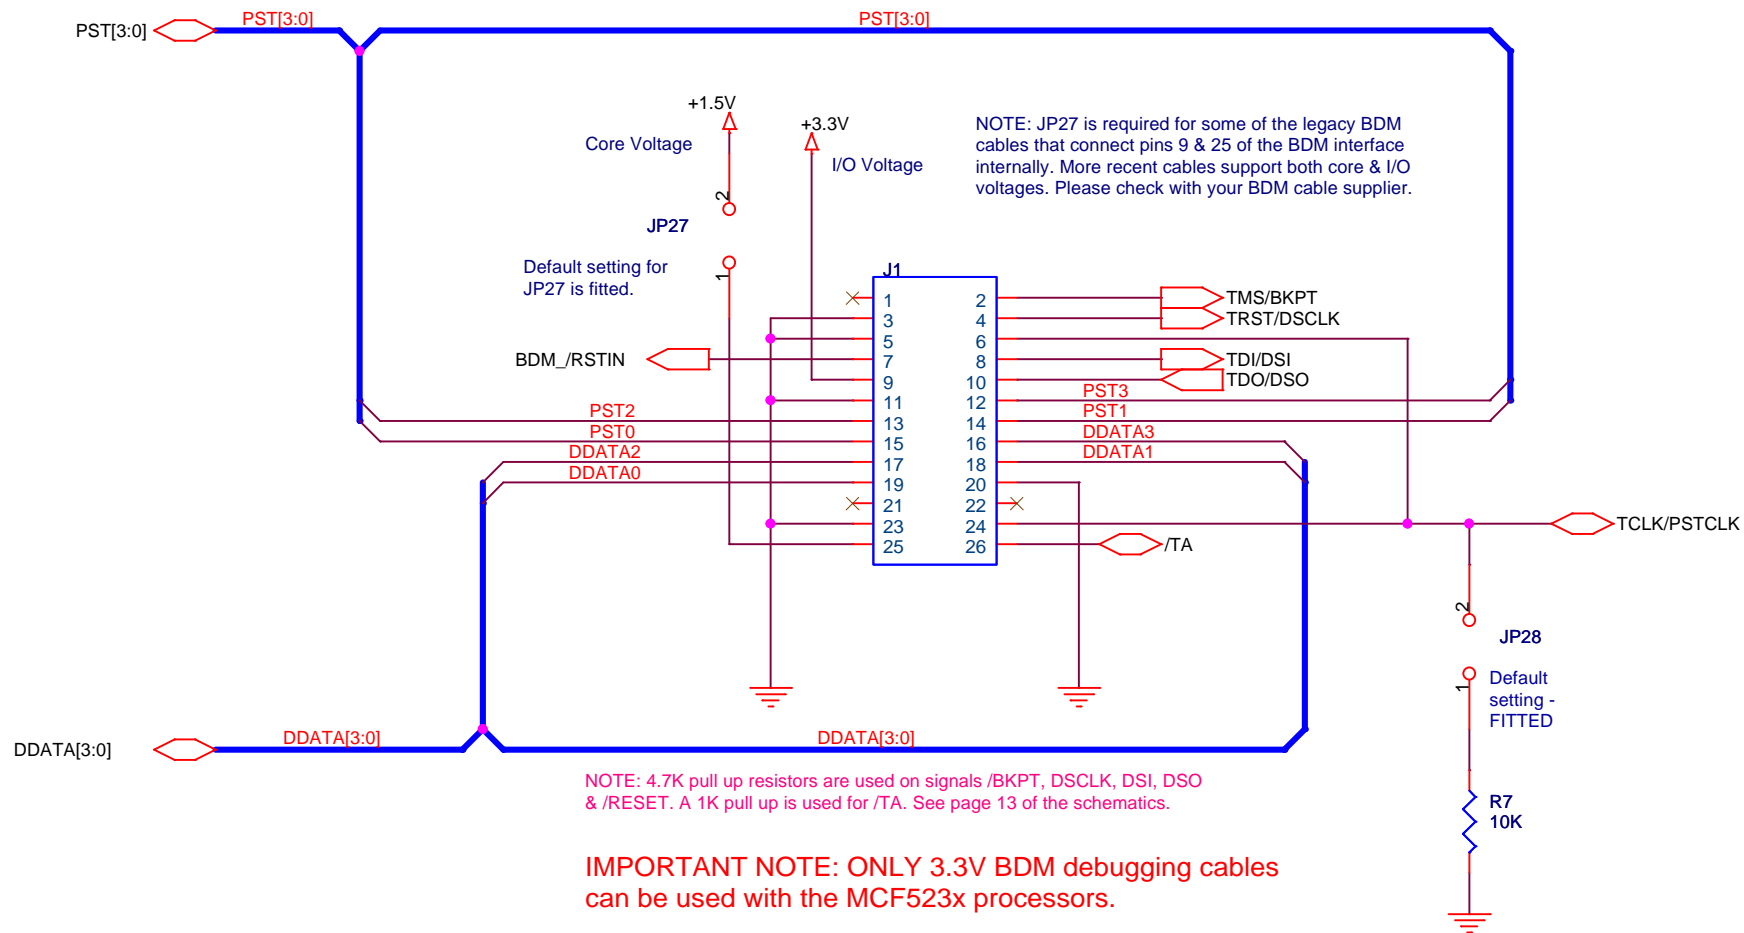 PST[3:0]
PST[3:0]
PST[3:0]
+1.5V
Core Voltage
+3.3V
I/O Voltage
NOTE: JP27 is required for some of the legacy BDM
cables that connect pins 9 & 25 of the BDM interface
internally. More recent cables support both core & I/O
voltages. Please check with your BDM cable supplier.
2
JP27
1
Default setting for
JP27 is fitted.
J1
1 2 TMS/BKPT
3 4 TRST/DSCLK
5 6
BDM_/RSTIN 7 8 TDI/DSI
9 10 TDO/DSO
11 12 PST3
PST2 13 14 PST1
PST0 15 16 DDATA3
DDATA2 17 18 DDATA1
DDATA0 19 20
21 22
23 24 TCLK/PSTCLK
25 26 /TA
2
JP28
1
Default
setting -
FITTED
DDATA[3:0]
DDATA[3:0]
DDATA[3:0]
NOTE: 4.7K pull up resistors are used on signals /BKPT, DSCLK, DSI, DSO
& /RESET. A 1K pull up is used for /TA. See page 13 of the schematics.
R7
10K
IMPORTANT NOTE: ONLY 3.3V BDM debugging cables
can be used with the MCF523x processors.